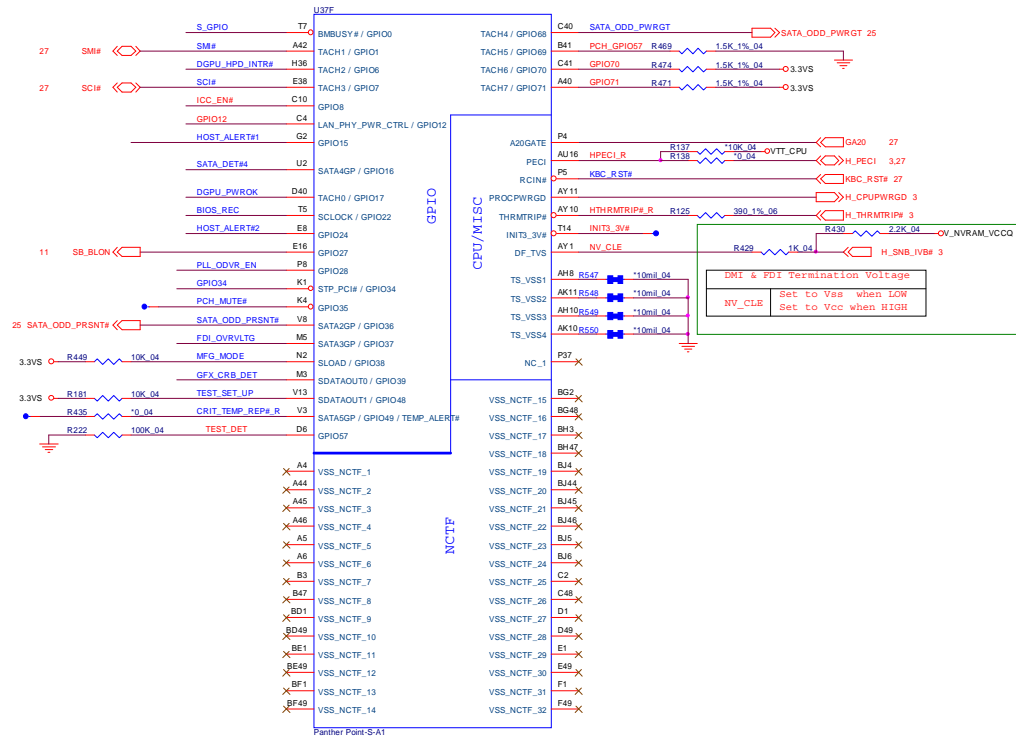 U37F
S_GPIO T7 BMBUSY# / GPIO0
27 SMI# SMI# A42 TACH1 / GPIO1
DGPU_HPD_INTR# H36 TACH2 / GPIO6
27 SCI# SCI# E38 TACH3 / GPIO7
ICC_EN# C10 GPIO8
GPIO12 C4 LAN_PHY_PWR_CTRL / GPIO12
HOST_ALERT#1 G2 GPIO15
SATA_DET#4 U2 SATA4GP / GPIO16
DGPU_PWROK D40 TACH0 / GPIO17
BIOS_REC T5 SCLOCK / GPIO22
HOST_ALERT#2 E8 GPIO24
11 SB_BLON E16 GPIO27
PLL_ODVR_EN P8 GPIO28
GPIO34 K1 STP_PCI# / GPIO34
PCH_MUTE# K4 GPIO35
25 SATA_ODD_PRSNT# SATA_ODD_PRSNT# V8 SATA2GP / GPIO36
FDI_OVRVLTG M5 SATA3GP / GPIO37
3.3VS R449 10K_04 MFG_MODE N2 SLOAD / GPIO38
GFX_CRB_DET M3 SDATAOUT0 / GPIO39
3.3VS R181 10K_04 TEST_SET_UP V13 SDATAOUT1 / GPIO48
R435 *0_04 CRIT_TEMP_REP#_R V3 SATA5GP / GPIO49 / TEMP_ALERT#
R222 100K_04 TEST_DET D6 GPIO57
A4 VSS_NCTF_1
A44 VSS_NCTF_2
A45 VSS_NCTF_3
A46 VSS_NCTF_4
A5 VSS_NCTF_5
A6 VSS_NCTF_6
B3 VSS_NCTF_7
B47 VSS_NCTF_8
BD1 VSS_NCTF_9
BD49 VSS_NCTF_10
BE1 VSS_NCTF_11
BE49 VSS_NCTF_12
BF1 VSS_NCTF_13
BF49 VSS_NCTF_14
GPIO
CPU/MISC
NCTF
TACH4 / GPIO68 C40 SATA_ODD_PWRGT SATA_ODD_PWRGT 25
TACH5 / GPIO69 B41 PCH_GPIO57 R469 1.5K_1%_04
TACH6 / GPIO70 C41 GPIO70 R474 1.5K_1%_04 3.3VS
TACH7 / GPIO71 A40 GPIO71 R471 1.5K_1%_04 3.3VS
A20GATE P4 GA20 27
R137 *10K_04 VTT_CPU
PECI AU16 HPECI_R R138 *0_04 H_PECI 3,27
RCIN# P5 KBC_RST# KBC_RST# 27
PROCPWRGD AY11 H_CPUPWRGD 3
THRMTRIP# AY10 HTHRMTRIP#_R R125 390_1%_06 H_THRMTRIP# 3
INIT3_3V# T14 INIT3_3V# R430 2.2K_04 V_NVRAM_VCCQ
DF_TVS AY1 NV_CLE R429 1K_04 H_SNB_IVB# 3
TS_VSS1 AH8 R547 *10mil_04
TS_VSS2 AK11 R548 *10mil_04
TS_VSS3 AH10 R549 *10mil_04
TS_VSS4 AK10 R550 *10mil_04
DMI & FDI Termination Voltage
NV_CLE
Set to Vss when LOW
Set to Vcc when HIGH
NC_1 P37
VSS_NCTF_15 BG2
VSS_NCTF_16 BG48
VSS_NCTF_17 BH3
VSS_NCTF_18 BH47
VSS_NCTF_19 BJ4
VSS_NCTF_20 BJ44
VSS_NCTF_21 BJ45
VSS_NCTF_22 BJ46
VSS_NCTF_23 BJ5
VSS_NCTF_24 BJ6
VSS_NCTF_25 C2
VSS_NCTF_26 C48
VSS_NCTF_27 D1
VSS_NCTF_28 D49
VSS_NCTF_29 E1
VSS_NCTF_30 E49
VSS_NCTF_31 F1
VSS_NCTF_32 F49
Panther Point-S-A1